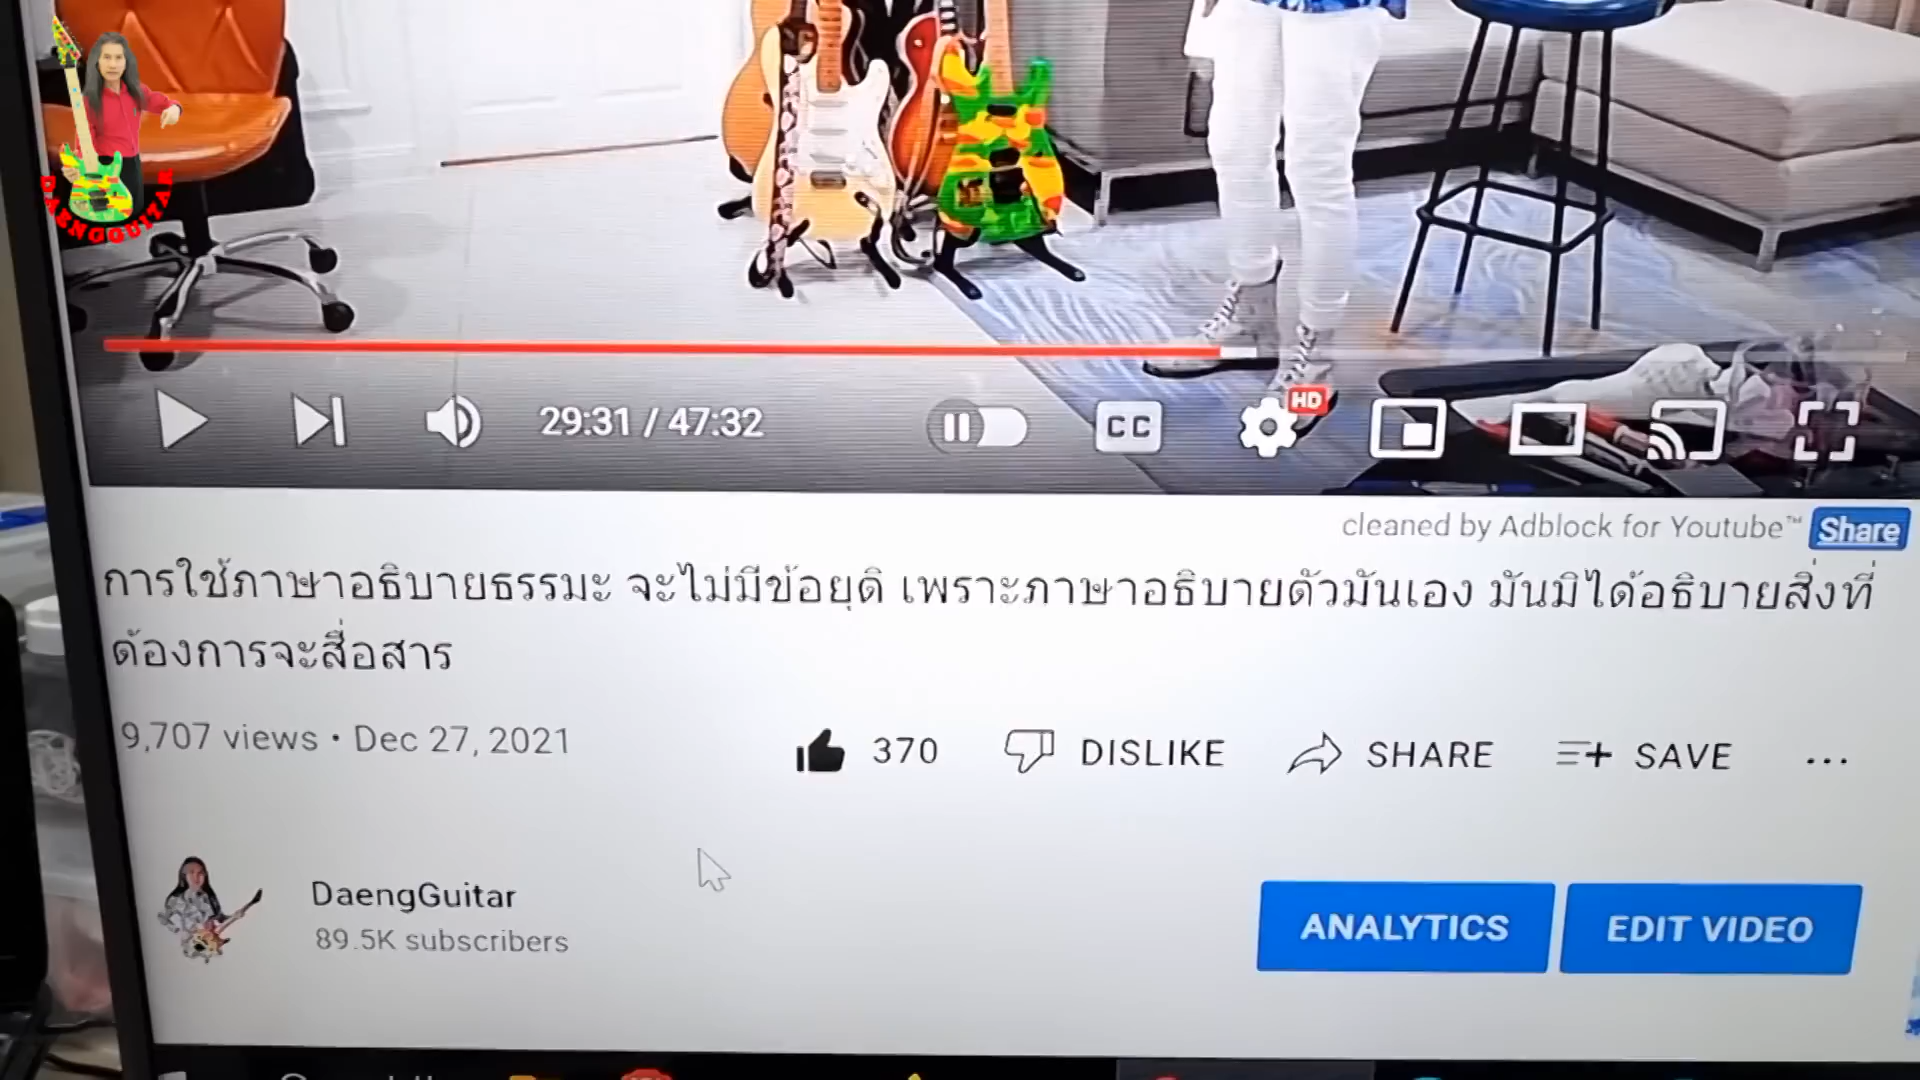 DAENGGUITAR
29:31 / 47:32
CC
HD
cleaned by Adblock for Youtube™ Share
การใช้ภาษาอธิบายธรรมะ จะไม่มีข้อยุติ เพราะภาษาอธิบายตัวมันเอง มันมิได้อธิบายสิ่งที่
ต้องการจะสื่อสาร
9,707 views • Dec 27, 2021
370 DISLIKE SHARE SAVE ...
DaengGuitar
89.5K subscribers
ANALYTICS EDIT VIDEO